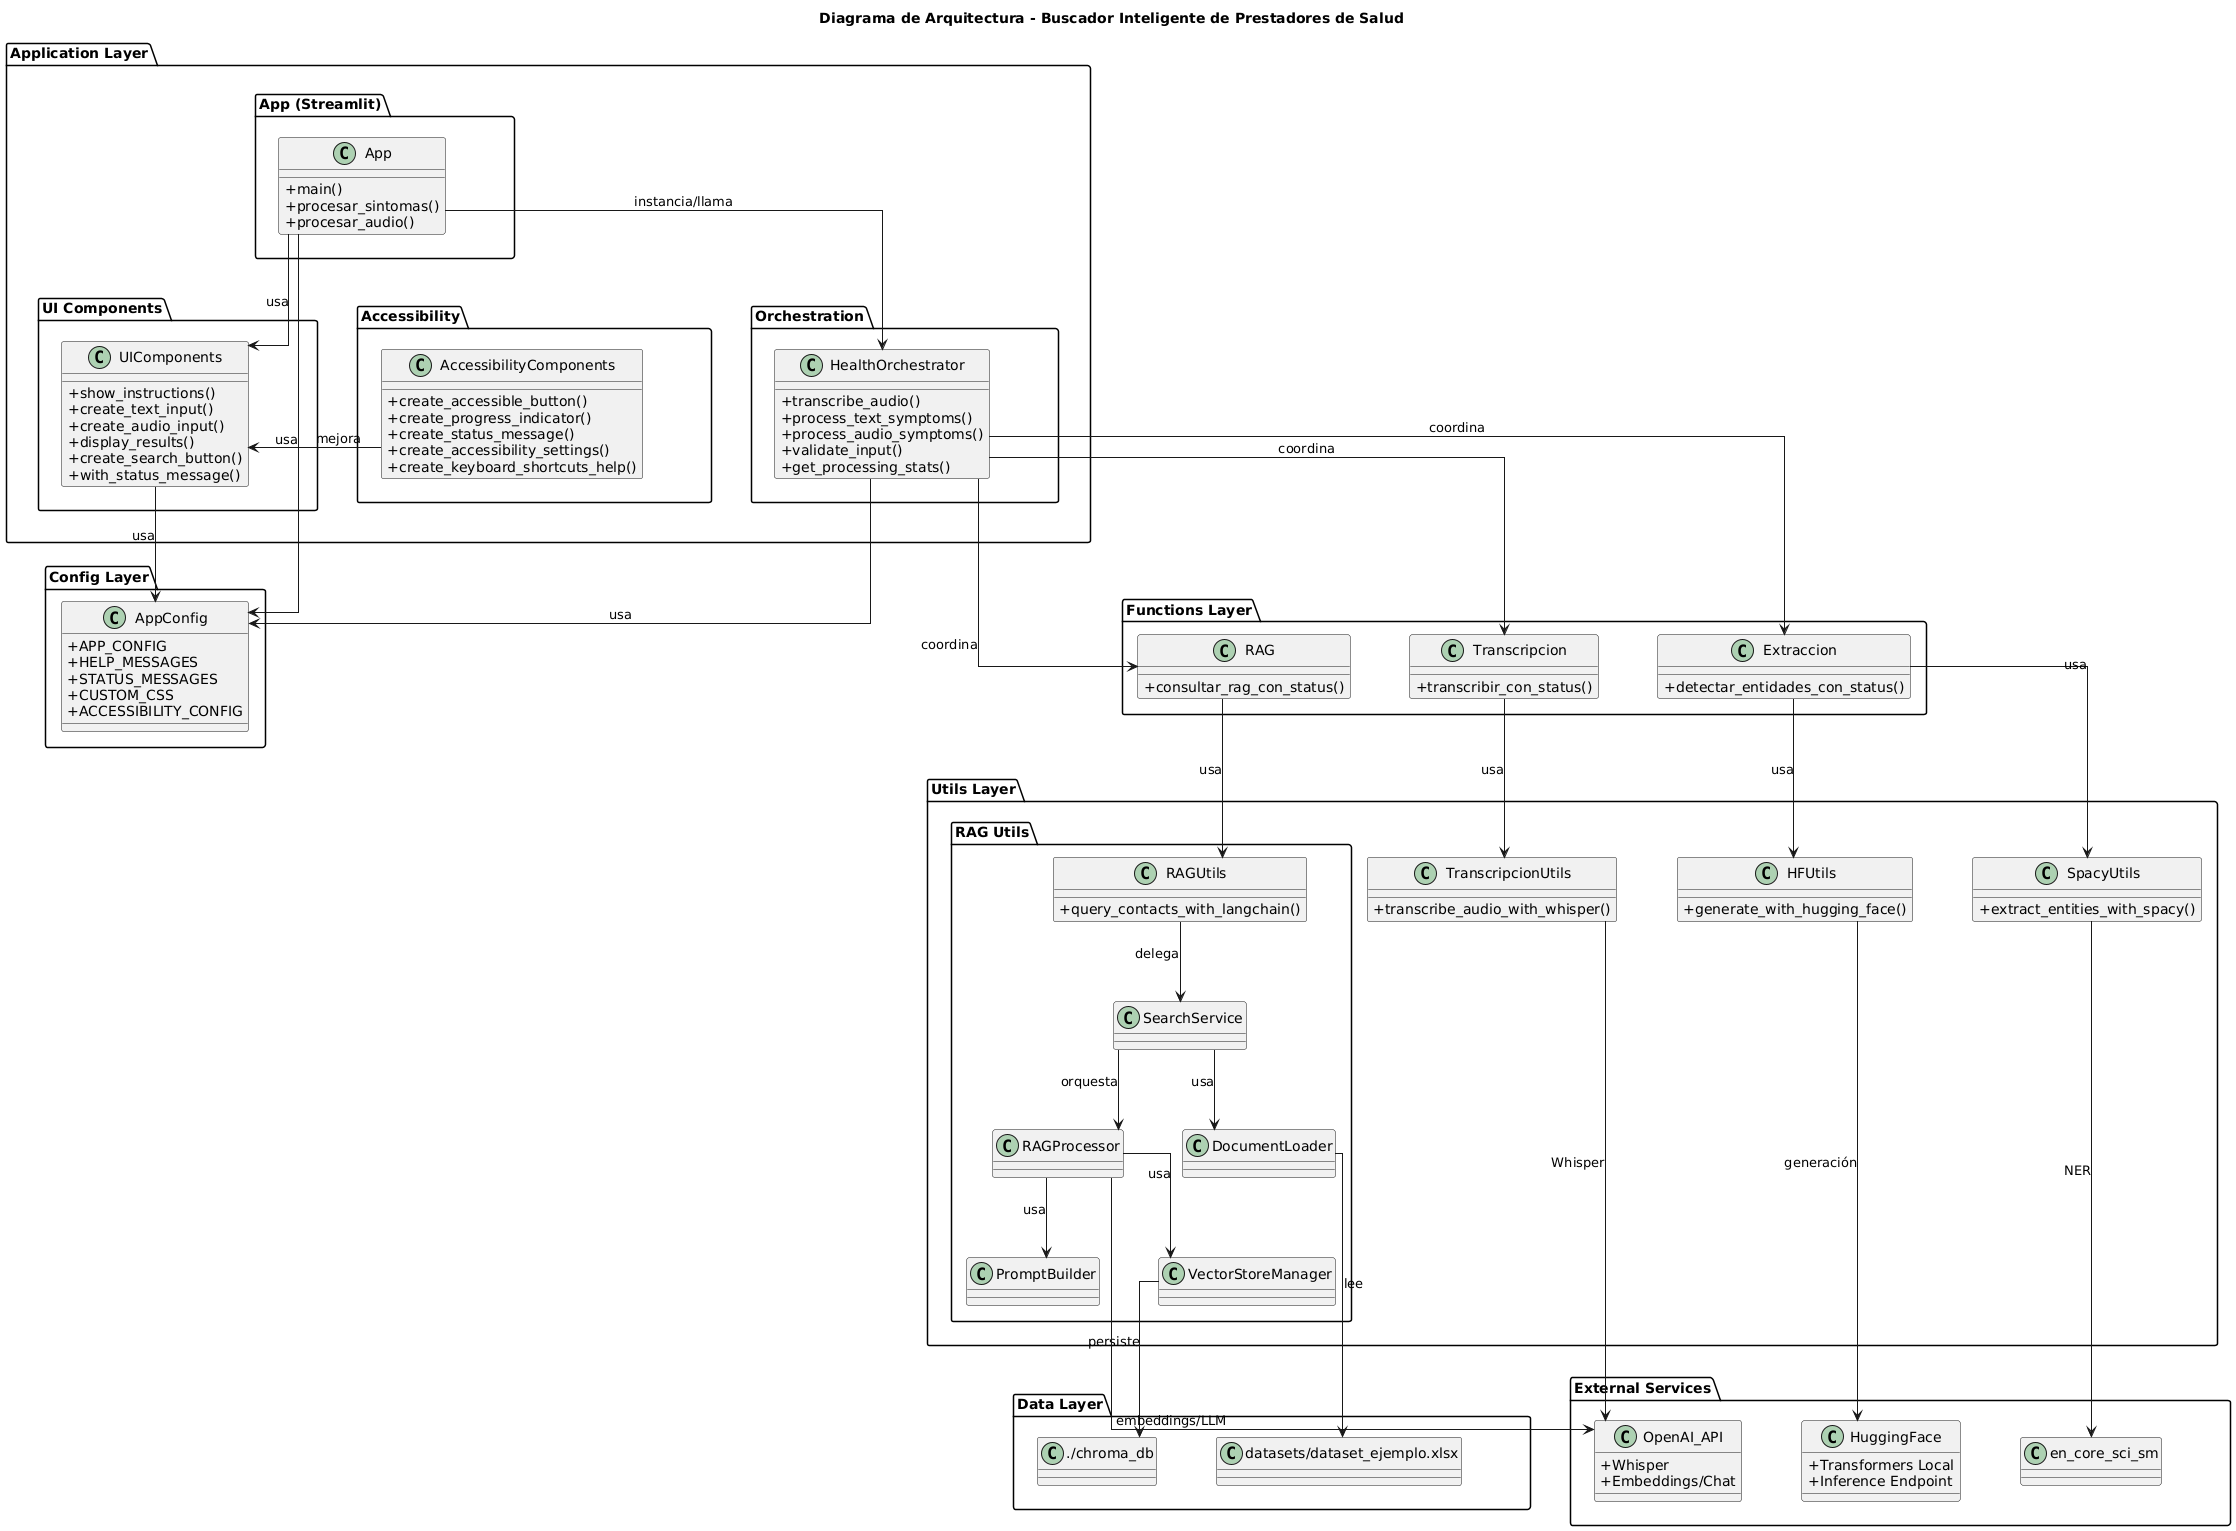 Diagrama de Arquitectura - Buscador Inteligente de Prestadores de Salud
Application Layer
App (Streamlit)
C App
+main()
+procesar_sintomas()
+procesar_audio()
instancia/llama
usa
UI Components
C UIComponents
+show_instructions()
+create_text_input()
+create_audio_input()
+display_results()
+create_search_button()
+with_status_message()
usa
mejora
Accessibility
C AccessibilityComponents
+create_accessible_button()
+create_progress_indicator()
+create_status_message()
+create_accessibility_settings()
+create_keyboard_shortcuts_help()
Orchestration
C HealthOrchestrator
+transcribe_audio()
+process_text_symptoms()
+process_audio_symptoms()
+validate_input()
+get_processing_stats()
coordina
coordina
usa
Config Layer
C AppConfig
+APP_CONFIG
+HELP_MESSAGES
+STATUS_MESSAGES
+CUSTOM_CSS
+ACCESSIBILITY_CONFIG
usa
coordina
Functions Layer
C RAG
+consultar_rag_con_status()
C Transcripcion
+transcribir_con_status()
C Extraccion
+detectar_entidades_con_status()
usa
usa
usa
usa
Utils Layer
RAG Utils
C RAGUtils
+query_contacts_with_langchain()
C TranscripcionUtils
+transcribe_audio_with_whisper()
C HFUtils
+generate_with_hugging_face()
C SpacyUtils
+extract_entities_with_spacy()
delega
C SearchService
orquesta
usa
C RAGProcessor
C DocumentLoader
usa
usa
C PromptBuilder
C VectorStoreManager
lee
Whisper
generación
NER
persiste
Data Layer
embeddings/LLM
C ./chroma_db
C datasets/dataset_ejemplo.xlsx
External Services
C OpenAI_API
+Whisper
+Embeddings/Chat
C HuggingFace
+Transformers Local
+Inference Endpoint
C en_core_sci_sm